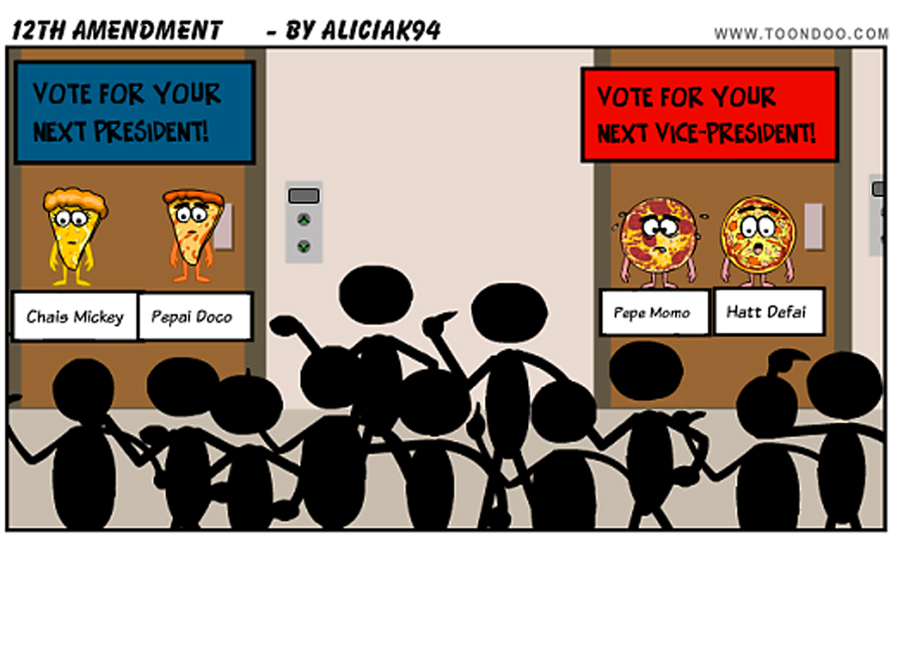 12TH AMENDMENT - BY ALICIAK94
WWW.TOONDOO.COM
VOTE FOR YOUR
NEXT PRESIDENT!
VOTE FOR YOUR
NEXT VICE-PRESIDENT!
Chais Mickey
Pepai Doco
Pepe Momo
Hatt Defai